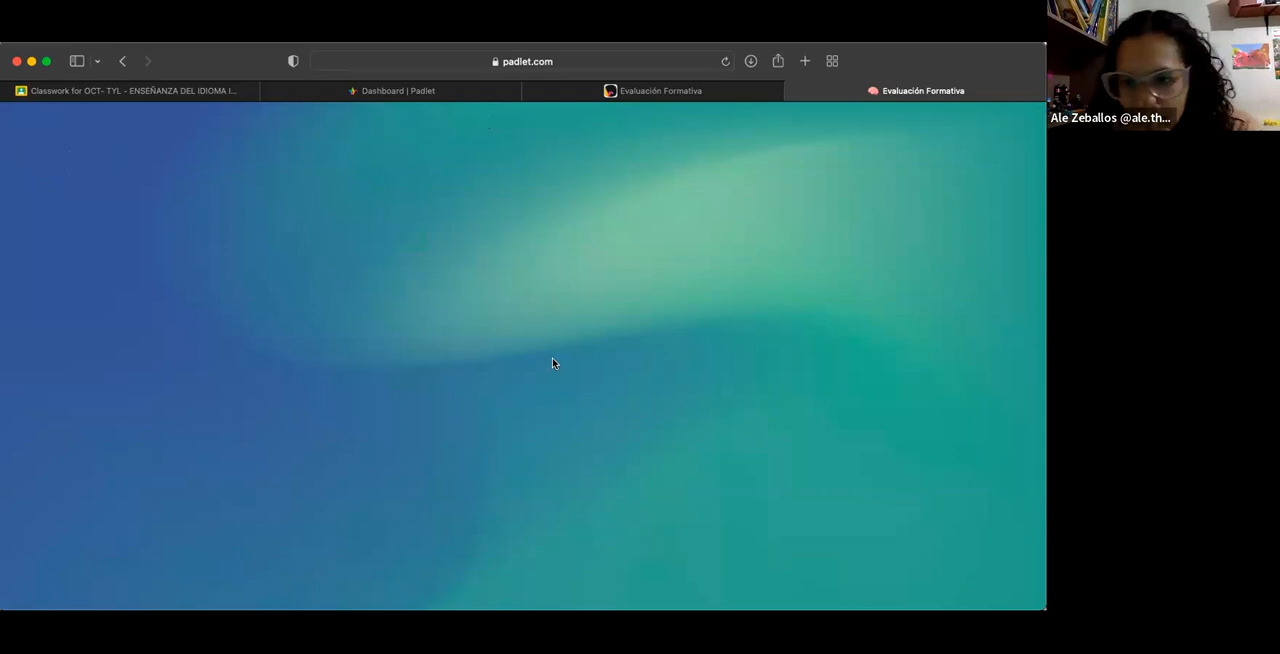 padlet.com
Classwork for OCT- TYL - ENSEÑANZA DEL IDIOMA I...
Dashboard | Padlet
Evaluación Formativa
Evaluación Formativa
Ale Zeballos @ale.th...